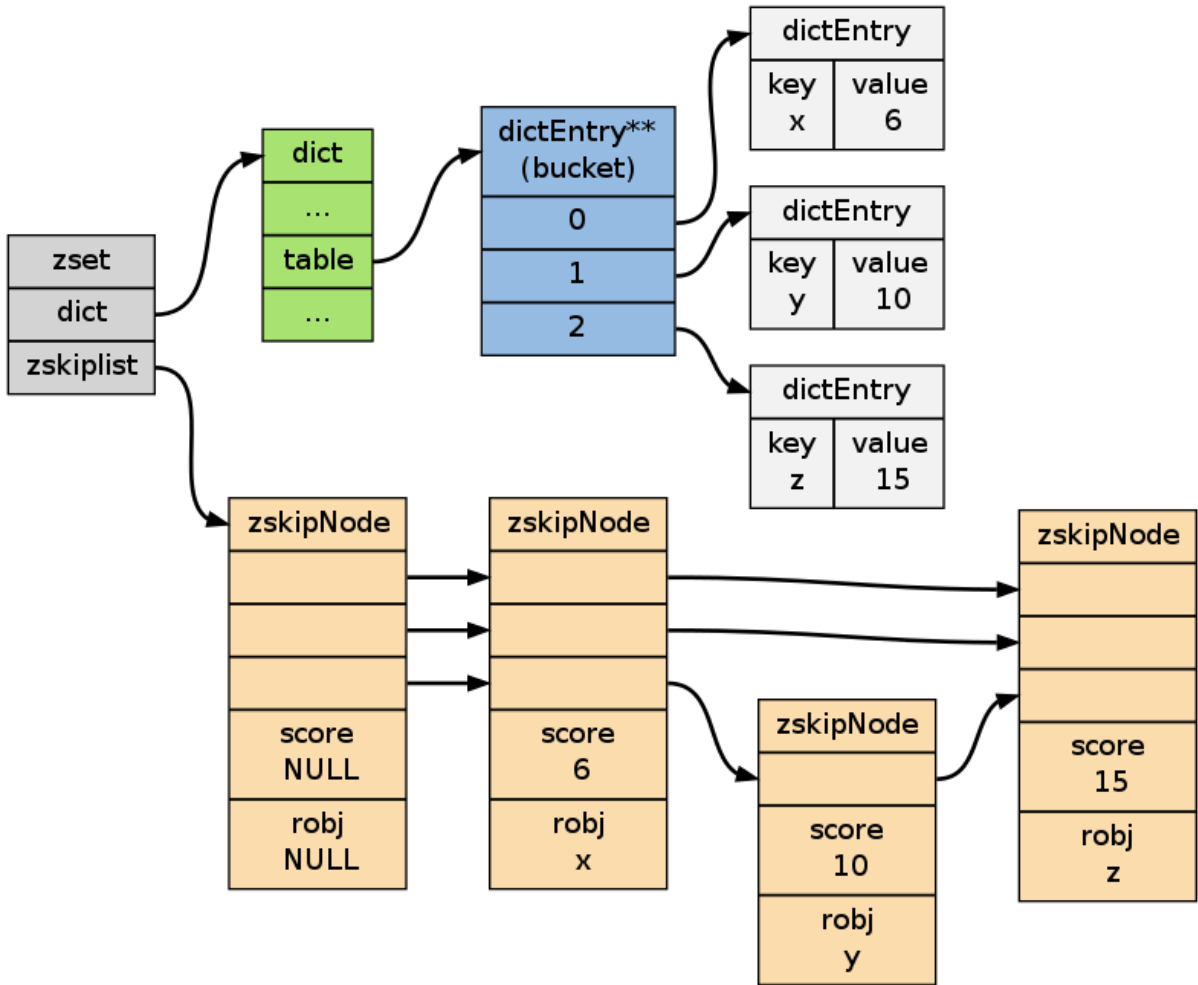 zset
dict
zskiplist
dict
...
table
...
dictEntry**
(bucket)
0
1
2
dictEntry
key value
x 6
dictEntry
key value
y 10
dictEntry
key value
z 15
zskipNode
score
NULL
robj
NULL
zskipNode
score
6
robj
x
zskipNode
score
10
robj
y
zskipNode
score
15
robj
z